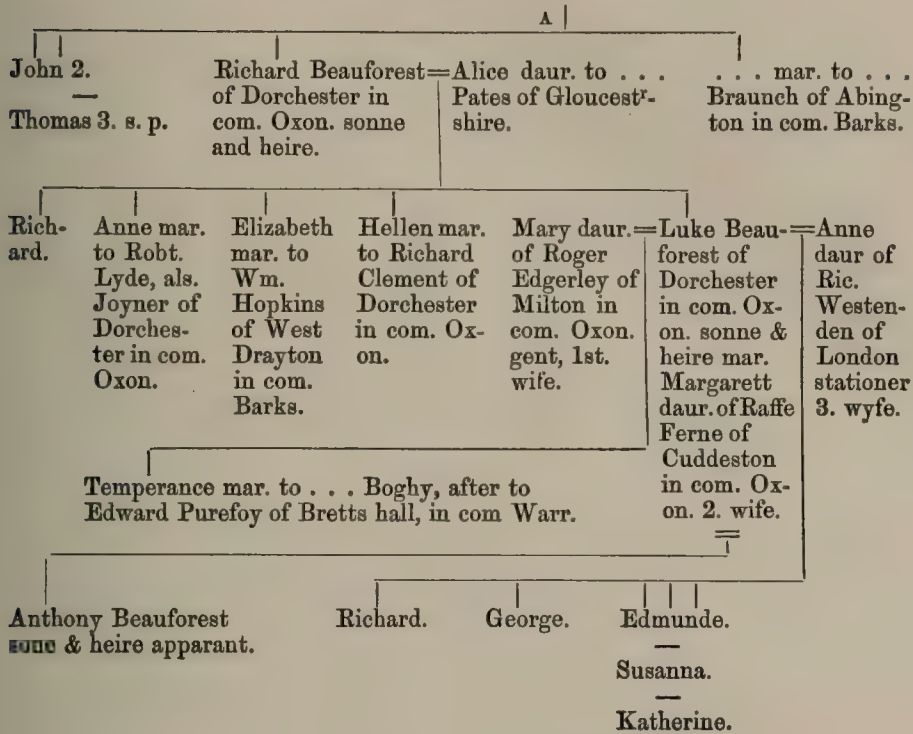 A
John 2.
Thomas 3. s. p.
Richard Beauforest
of Dorchester in
com. Oxon. sonne
and heire.
Alice daur. to . . .
Pates of Gloucestr-
shire.
. . . mar. to . . .
Braunch of Abing-
ton in com. Barks.
Rich-
ard.
Anne mar.
to Robt.
Lyde, als.
Joyner of
Dorches-
ter in com.
Oxon.
Elizabeth
mar. to
Wm.
Hopkins
of West
Drayton
in com.
Barks.
Hellen mar.
to Richard
Clement of
Dorchester
in com. Ox-
on.
Mary daur.
of Roger
Edgerley of
Milton in
com. Oxon.
gent, 1st.
wife.
Luke Beau-
forest of
Dorchester
in com. Ox-
on. sonne &
heire mar.
Margarett
daur. of Raffe
Ferne of
Cuddeston
in com. Ox-
on. 2. wife.
Anne
daur of
Ric.
Westen-
den of
London
stationer
3. wyfe.
Temperance mar. to . . . Boghy, after to
Edward Purefoy of Bretts hall, in com Warr.
Anthony Beauforest
sone & heire apparant.
Richard.
George.
Edmunde.
Susanna.
Katherine.